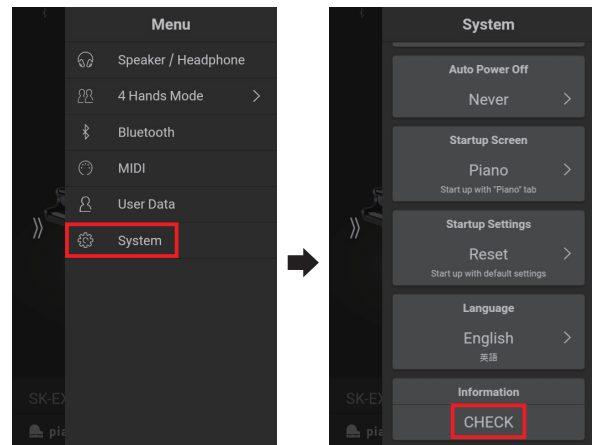 Menu
Speaker / Headphone
4 Hands Mode
Bluetooth
MIDI
User Data
System
SK-EX
pia
System
Auto Power Off
Never
Startup Screen
Piano
Start up with "Piano" tab
Startup Settings
Reset
Start up with default settings
Language
English
英語
Information
CHECK
SK-EX
pia